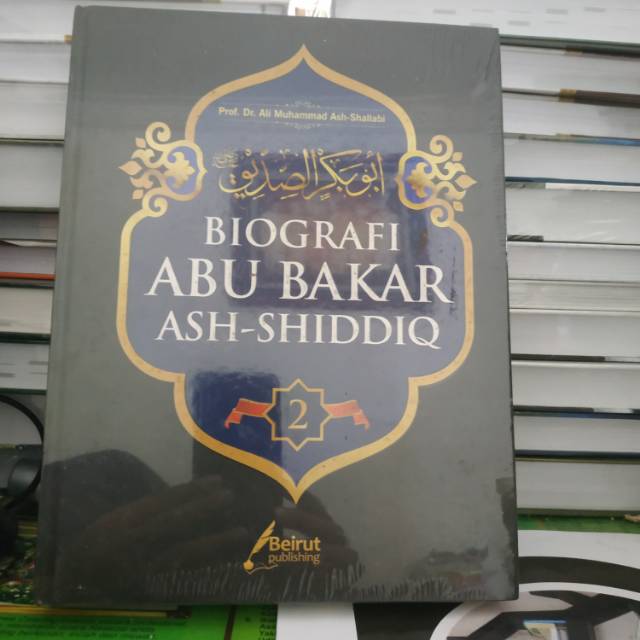 Prof. Dr. Ali Muhammad Ash-Shallabi
أبو بكر الصديق
BIOGRAFI
ABU BAKAR
ASH-SHIDDIQ
2
Beirut
publishing